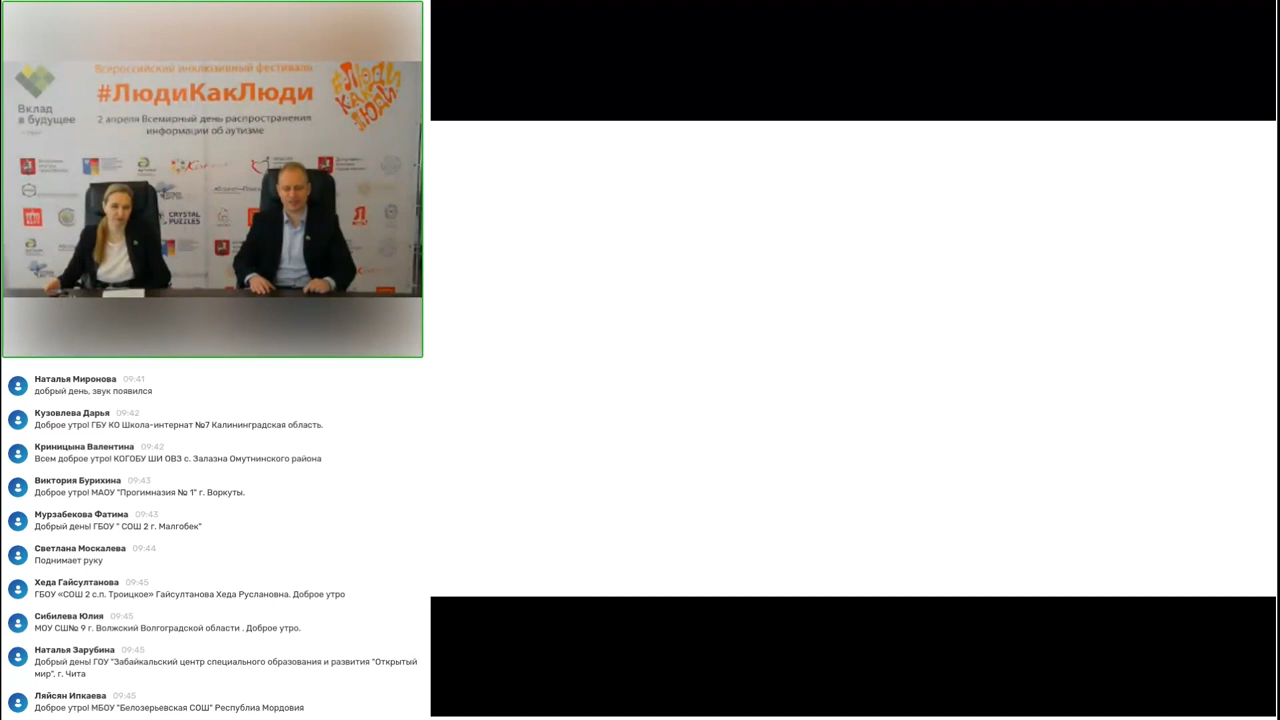 Всероссийский инклюзивный фестиваль
#ЛюдиКакЛюди
#ЛЮДИ
КАК
ЛЮДИ
Вклад
в будущее
2 апреля Всемирный день распространения
информации об аутизме
CRYSTAL
PUZZLES
Наталья Миронова 09:41
добрый день, звук появился
Кузовлева Дарья 09:42
Доброе утро! ГБУ КО Школа-интернат №7 Калининградская область.
Криницына Валентина 09:42
Всем доброе утро! КОГОБУ ШИ ОВЗ с. Залазна Омутнинского района
Виктория Бурихина 09:43
Доброе утро! МАОУ "Прогимназия № 1" г. Воркуты.
Мурзабекова Фатима 09:43
Добрый день! ГБОУ " СОШ 2 г. Малгобек"
Светлана Москалева 09:44
Поднимает руку
Хеда Гайсултанова 09:45
ГБОУ «СОШ 2 с.п. Троицкое» Гайсултанова Хеда Руслановна. Доброе утро
Сибилева Юлия 09:45
МОУ СШ№ 9 г. Волжский Волгоградской области . Доброе утро.
Наталья Зарубина 09:45
Добрый день! ГОУ "Забайкальский центр специального образования и развития "Открытый
мир", г. Чита
Ляйсян Ипкаева 09:45
Доброе утро! МБОУ "Белозерьевская СОШ" Республиа Мордовия